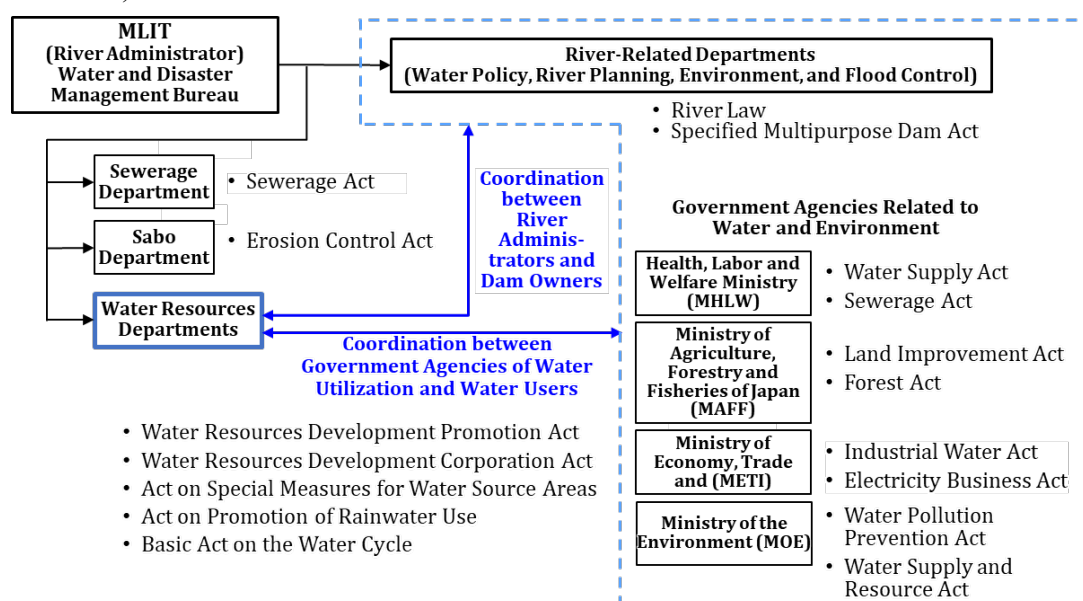 MLIT
(River Administrator)
Water and Disaster
Management Bureau
River-Related Departments
(Water Policy, River Planning, Environment, and Flood Control)
• River Law
• Specified Multipurpose Dam Act
Sewerage
Department
• Sewerage Act
Sabo
Department
• Erosion Control Act
Water Resources
Departments
Coordination
between
River
Adminis-
trators and
Dam Owners
Coordination between
Government Agencies of Water
Utilization and Water Users
• Water Resources Development Promotion Act
• Water Resources Development Corporation Act
• Act on Special Measures for Water Source Areas
• Act on Promotion of Rainwater Use
• Basic Act on the Water Cycle
Government Agencies Related to
Water and Environment
Health, Labor and
Welfare Ministry
(MHLW)
• Water Supply Act
• Sewerage Act
Ministry of
Agriculture,
Forestry and
Fisheries of Japan
(MAFF)
• Land Improvement Act
• Forest Act
Ministry of
Economy, Trade
and (METI)
• Industrial Water Act
• Electricity Business Act
Ministry of the
Environment (MOE)
• Water Pollution
Prevention Act
• Water Supply and
Resource Act